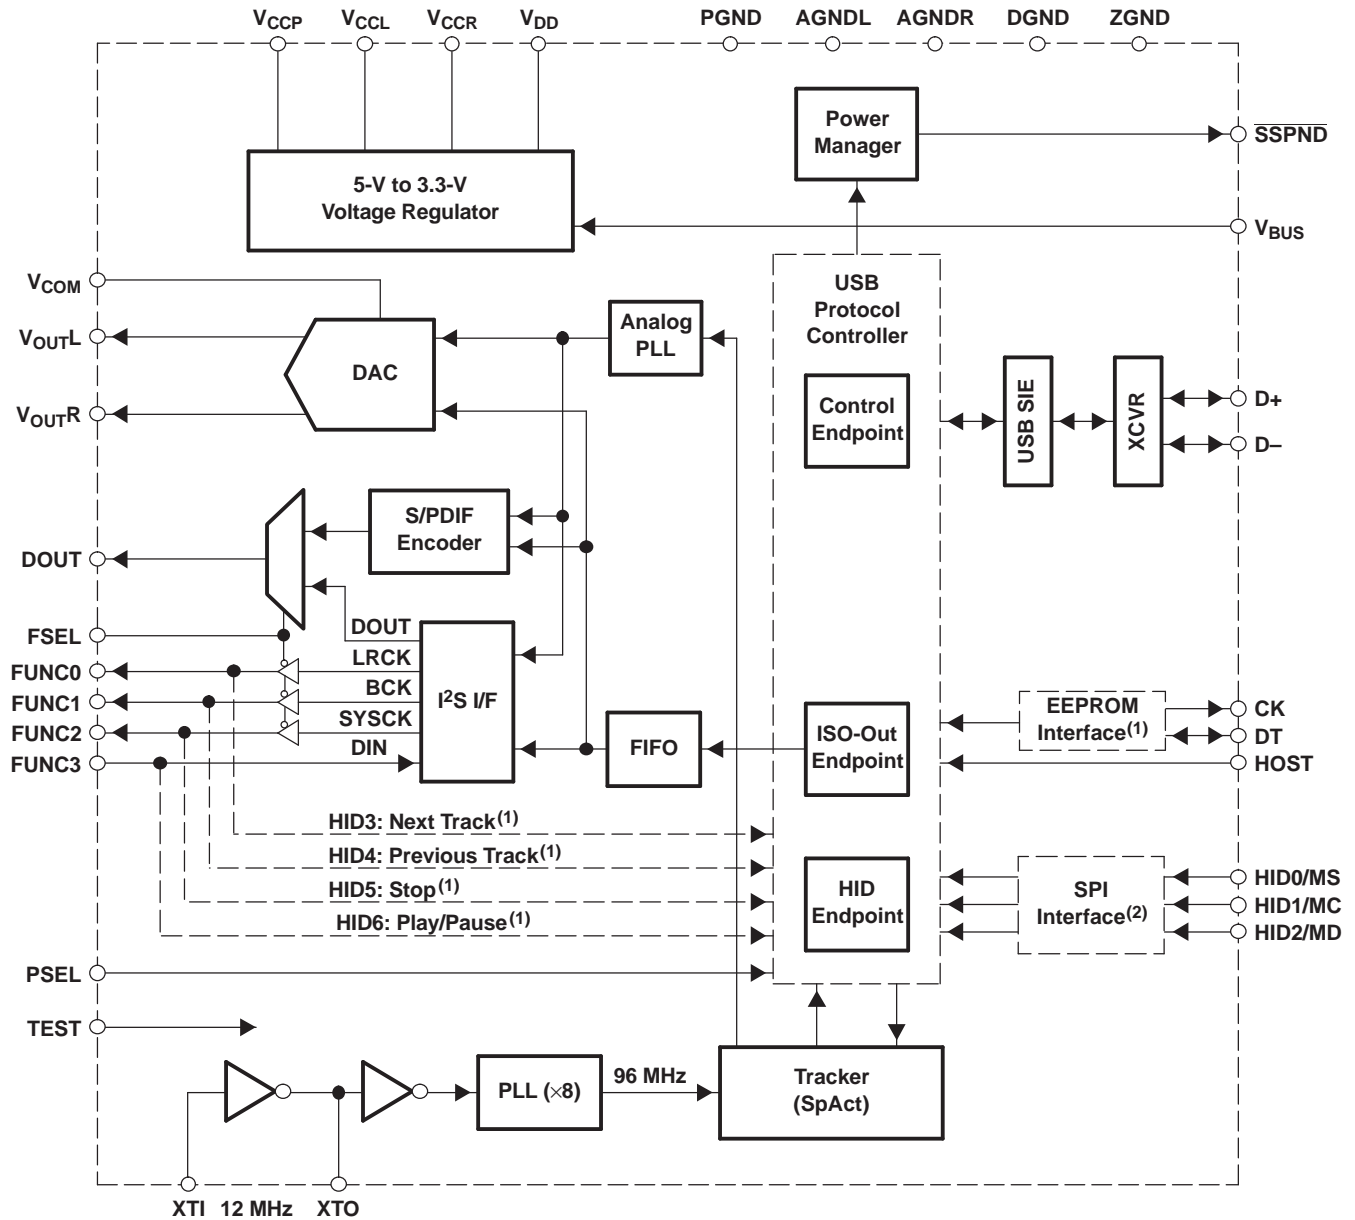 VCCP VCCL VCCR VDD PGND AGNDL AGNDR DGND ZGND
Power
Manager
SSPND
5-V to 3.3-V
Voltage Regulator
VBUS
VCOM
USB
Protocol
Controller
Analog
PLL
VOUTL
DAC
VOUTR
Control
Endpoint
USB SIE
XCVR
D+
D–
S/PDIF
Encoder
DOUT
FSEL
DOUT
FUNC0
LRCK
FUNC1
BCK
I²S I/F
FUNC2
SYSCK
FUNC3
DIN
FIFO
ISO-Out
Endpoint
EEPROM
Interface(1)
CK
DT
HOST
HID3: Next Track(1)
HID4: Previous Track(1)
HID5: Stop(1)
HID6: Play/Pause(1)
HID
Endpoint
SPI
Interface(2)
HID0/MS
HID1/MC
HID2/MD
PSEL
TEST
PLL (×8)
96 MHz
Tracker
(SpAct)
XTI 12 MHz XTO